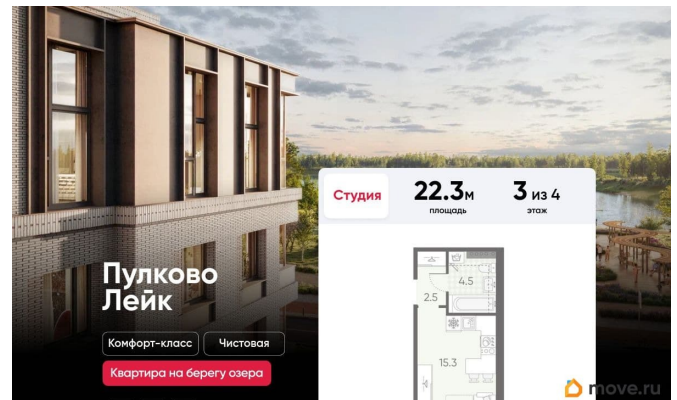 Студия
22.3м
площадь
3 из 4
этаж
Пулково
Лейк
4.5
2.5
15.3
Комфорт-класс
Чистовая
Квартира на берегу озера
move.ru